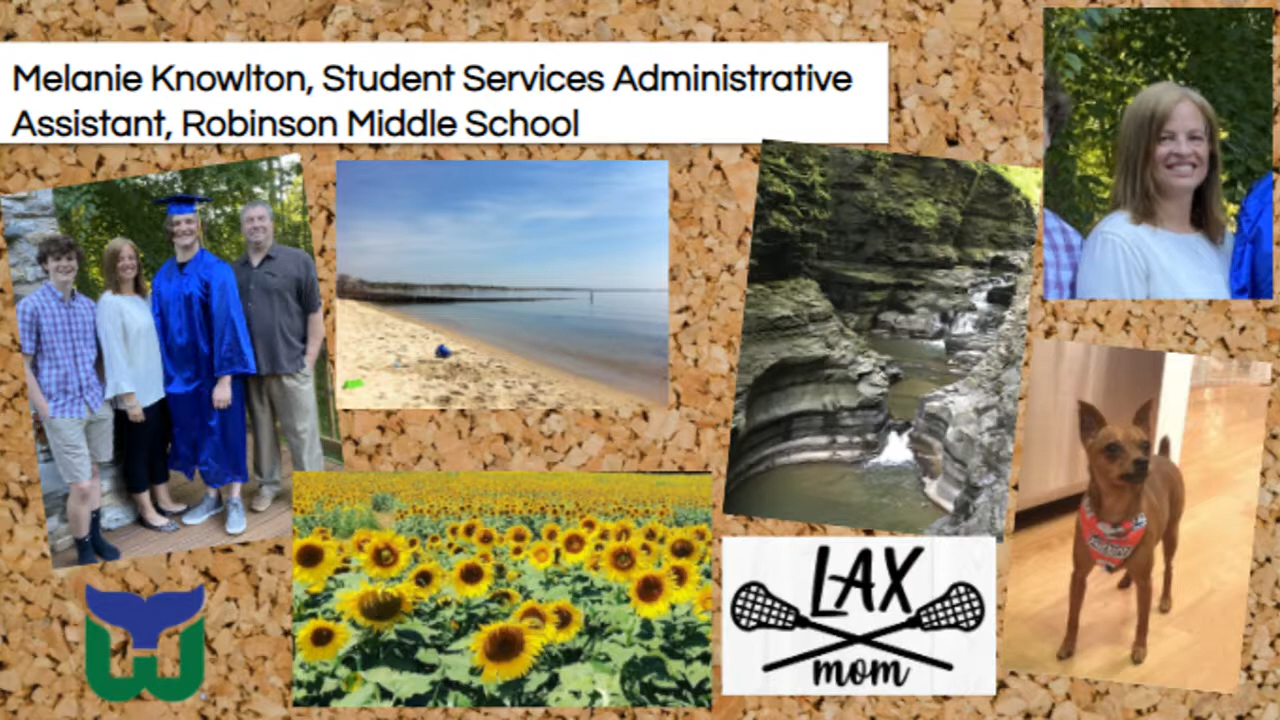 Melanie Knowlton, Student Services Administrative
Assistant, Robinson Middle School
LAX
mom